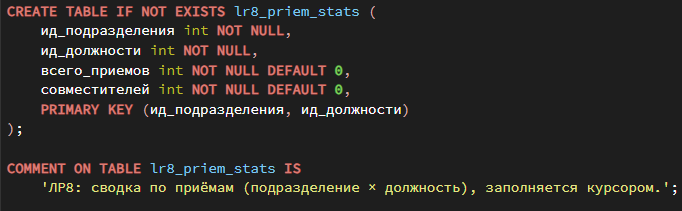 CREATE TABLE IF NOT EXISTS lr8_priem_stats (
    ид_подразделения int NOT NULL,
    ид_должности int NOT NULL,
    всего_приемов int NOT NULL DEFAULT 0,
    совместителей int NOT NULL DEFAULT 0,
    PRIMARY KEY (ид_подразделения, ид_должности)
);
COMMENT ON TABLE lr8_priem_stats IS
    'ЛР8: сводка по приёмам (подразделение × должность), заполняется курсором.';